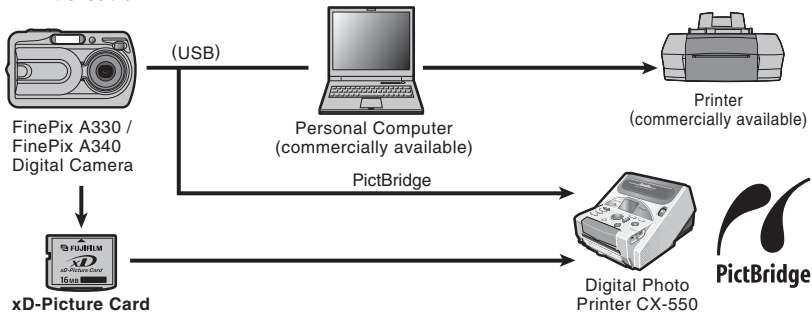 (USB)
FinePix A330 /
FinePix A340
Digital Camera
Personal Computer
(commercially available)
Printer
(commercially available)
PictBridge
FUJIFILM
xD
xD-Picture Card
16MB
xD-Picture Card
Digital Photo
Printer CX-550
PictBridge